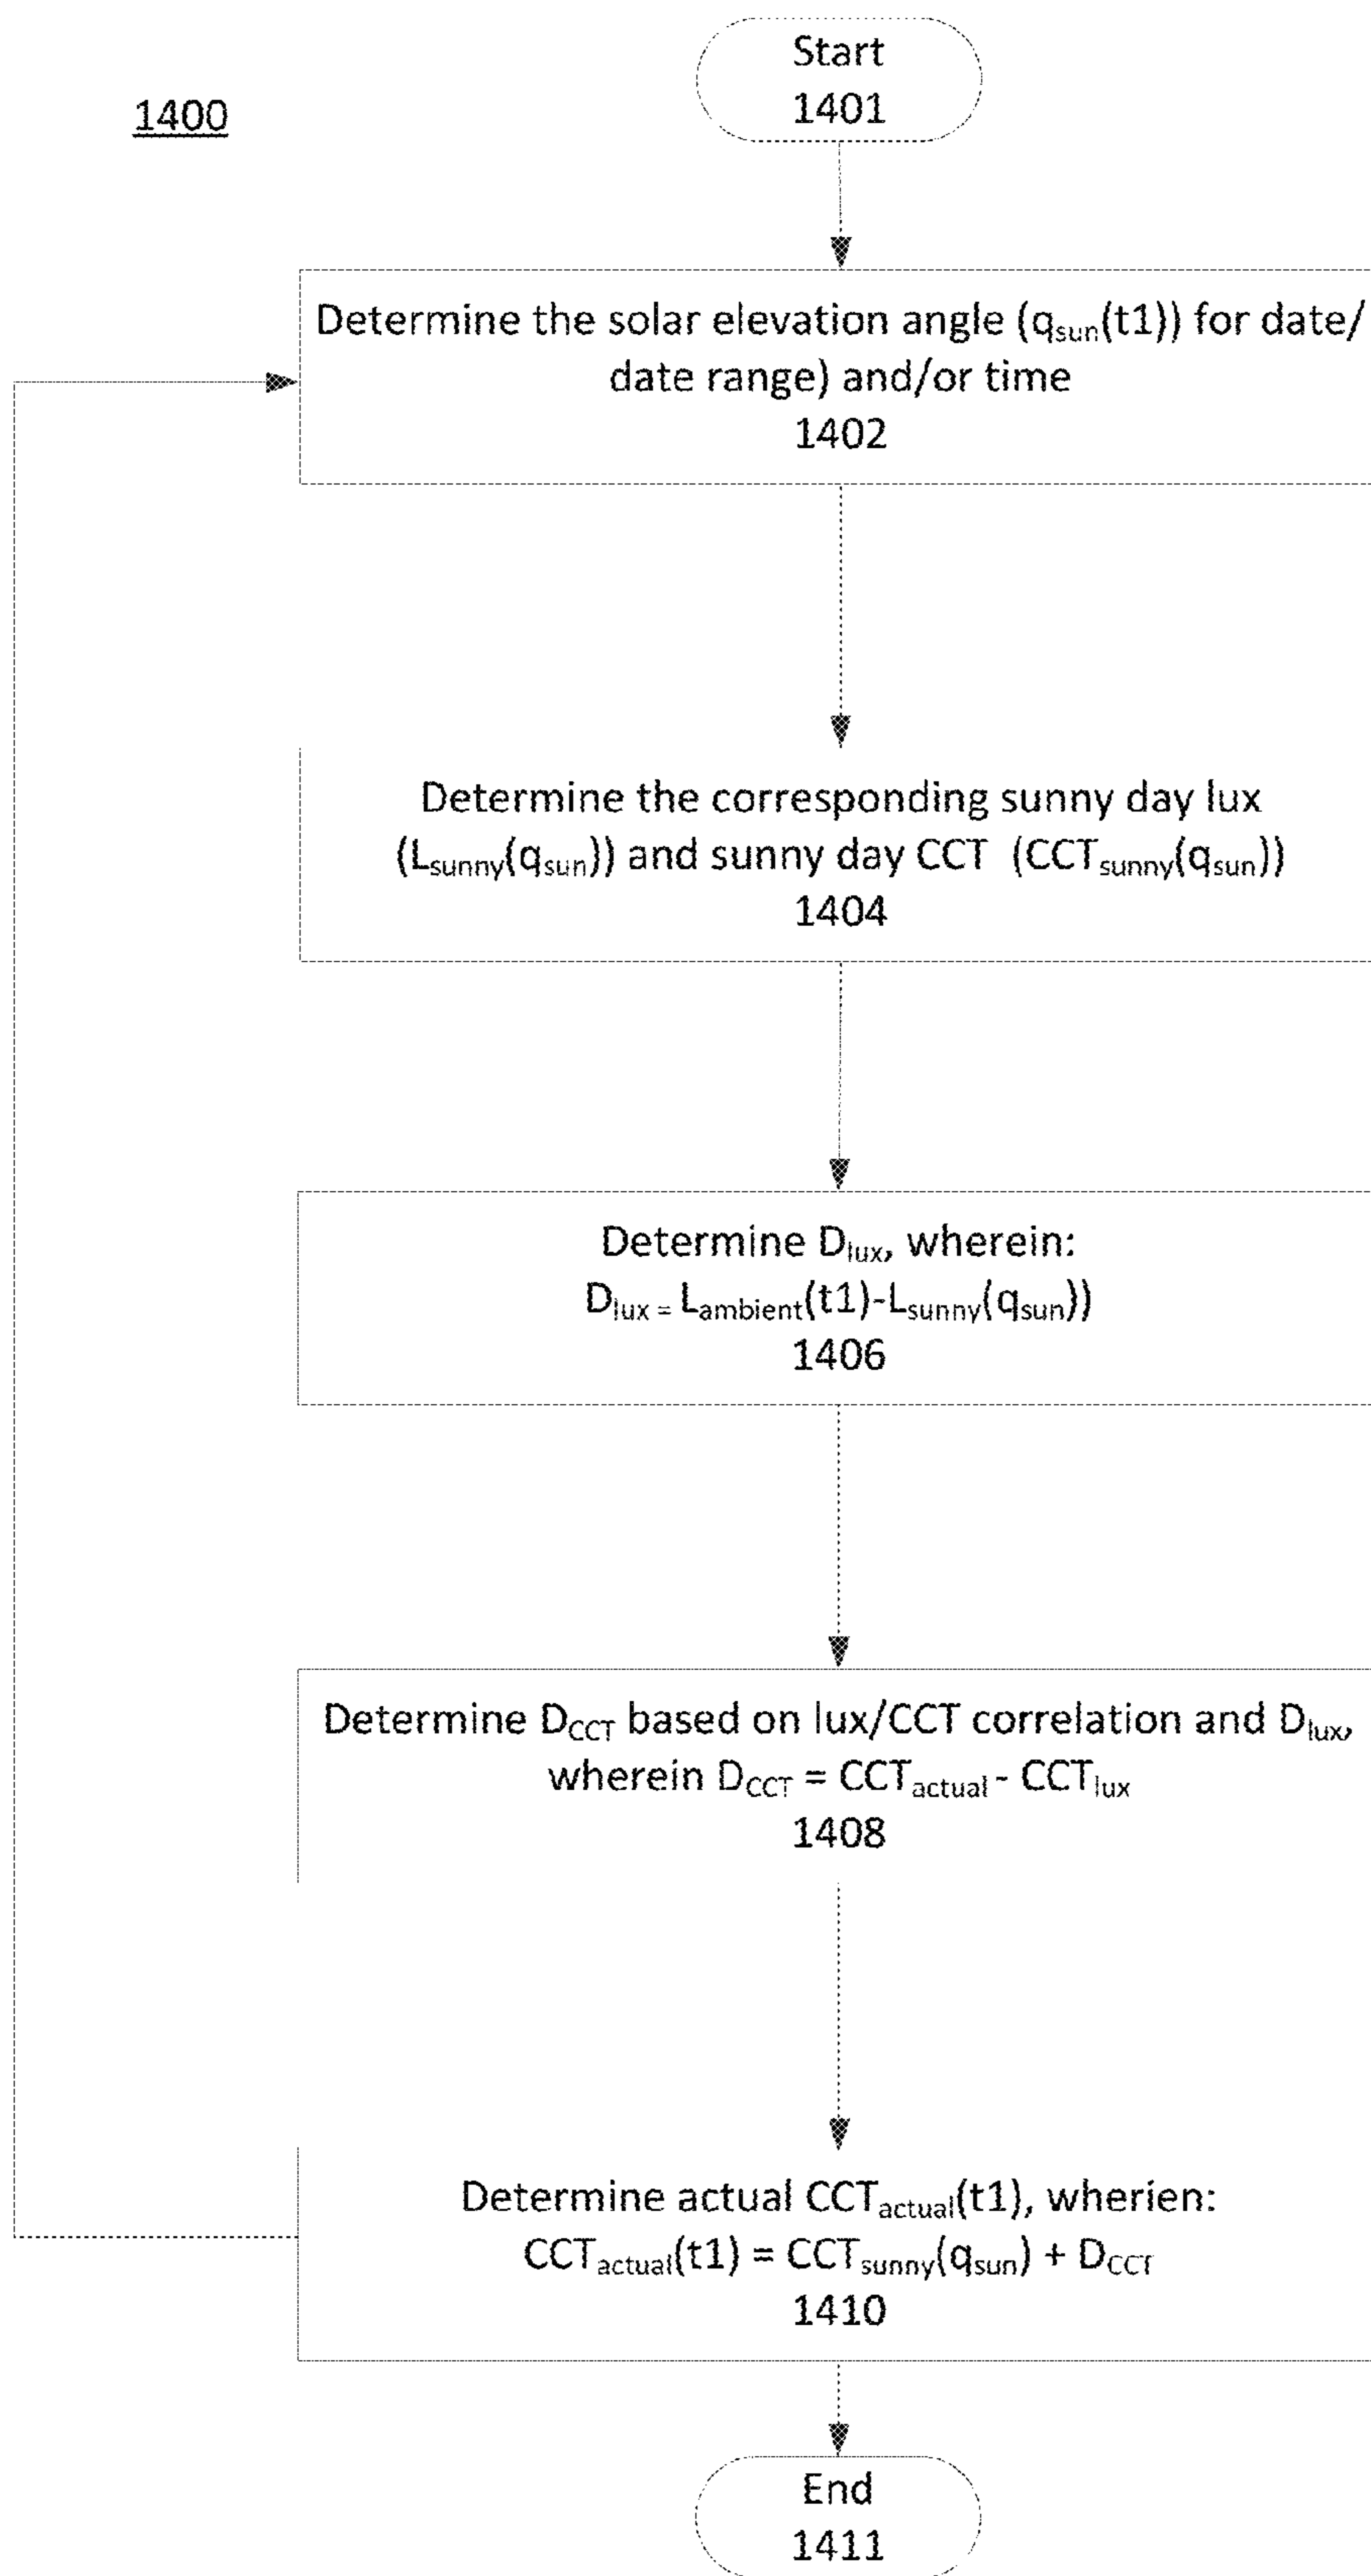 1400
Start
1401
Determine the solar elevation angle (qsun(t1)) for date/
date range) and/or time
1402
Determine the corresponding sunny day lux
(Lsunny(qsun)) and sunny day CCT (CCTsunny(qsun))
1404
Determine Dlux, wherein:
Dlux = Lambient(t1)-Lsunny(qsun))
1406
Determine DCCT based on lux/CCT correlation and Dlux,
wherein DCCT = CCTactual - CCTlux
1408
Determine actual CCTactual(t1), wherien:
CCTactual(t1) = CCTsunny(qsun) + DCCT
1410
End
1411